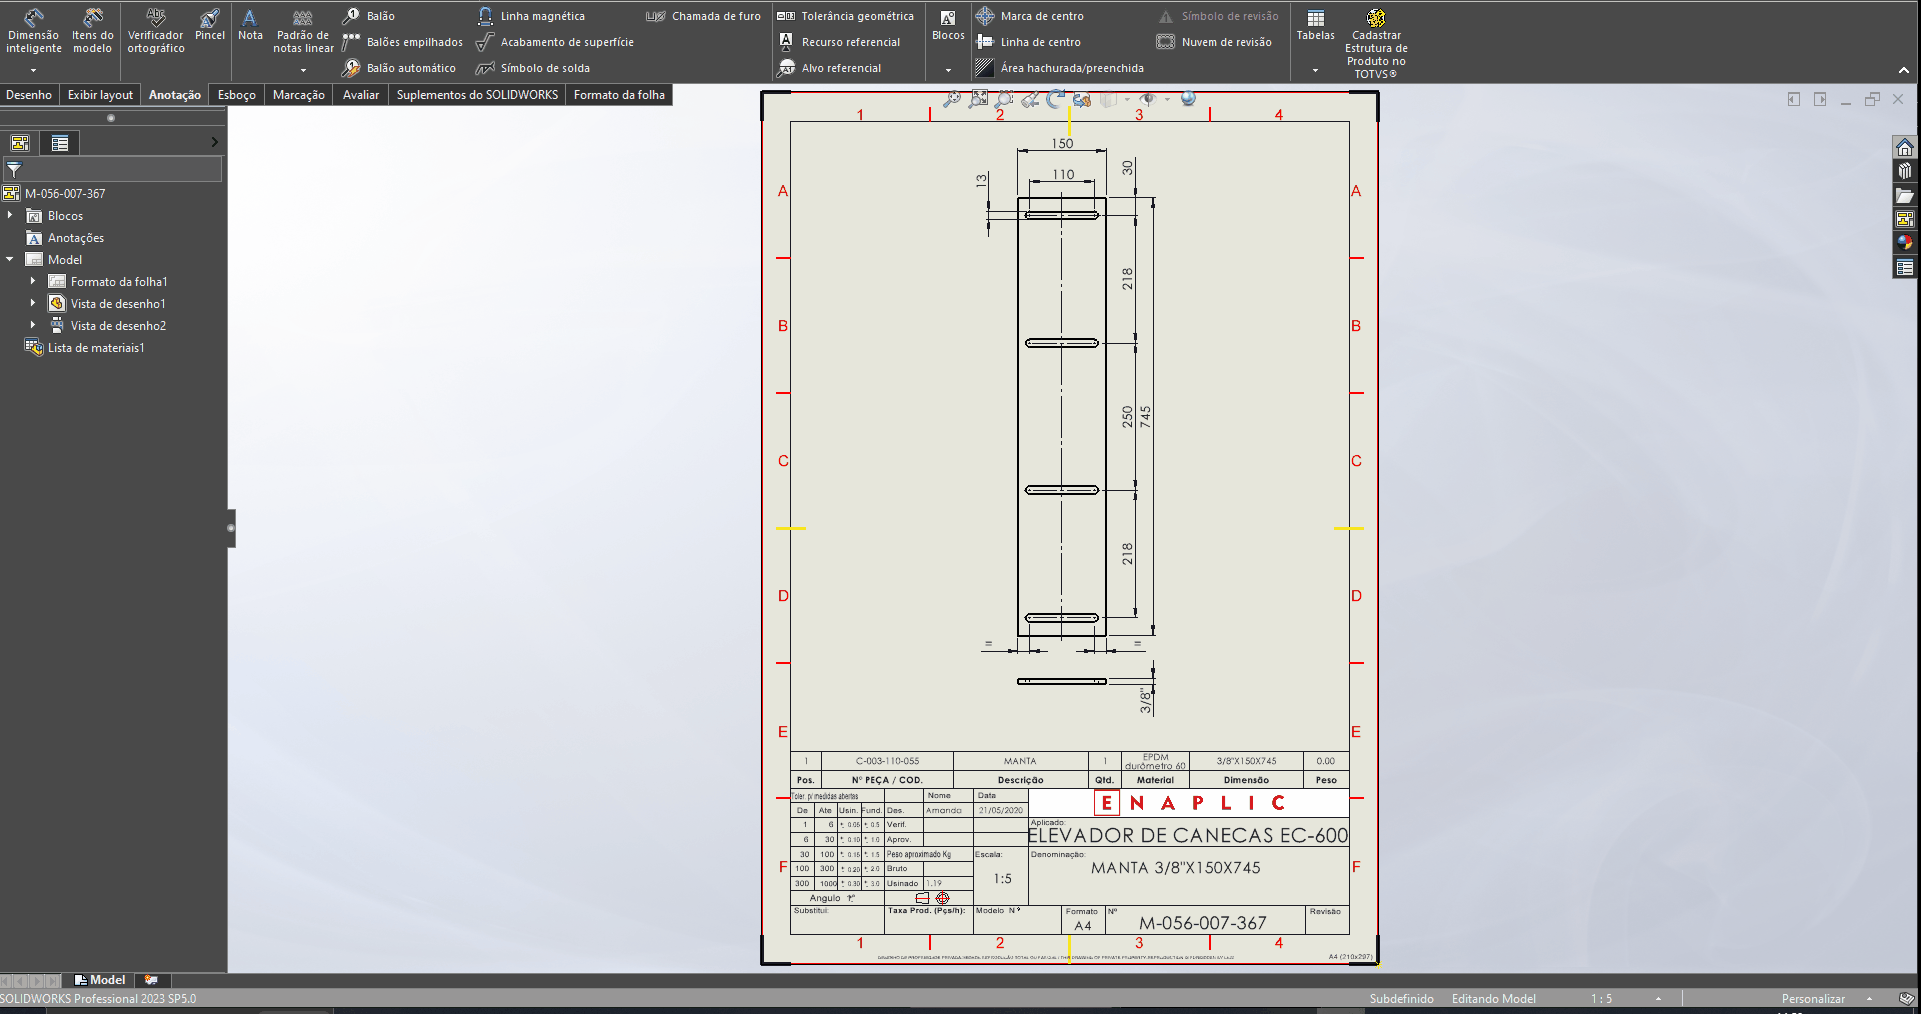 Dimensão inteligente
Itens do modelo
Verificador ortográfico
Pincel
Nota
Padrão de notas linear
Balão
Balões empilhados
Balão automático
Linha magnética
Acabamento de superfície
Símbolo de solda
Chamada de furo
Tolerância geométrica
Recurso referencial
Alvo referencial
Blocos
Marca de centro
Linha de centro
Área hachurada/preenchida
Símbolo de revisão
Nuvem de revisão
Tabelas
Cadastrar Estrutura de Produto no TOTVS®
Desenho Exibir layout Anotação Esboço Marcação Avaliar Suplementos do SOLIDWORKS Formato da folha
M-056-007-367
Blocos
Anotações
Model
Formato da folha1
Vista de desenho1
Vista de desenho2
Lista de materiais1
1 2 3 4
A A
B B
C C
D D
E E
F F
150
110
13
30
218
250
745
218
= =
3/8"
1 C-003-110-055 MANTA 1 EPDM durômetro 60 3/8"X150X745 0.00
Pos. Nº PEÇA / COD. Descrição Qtd. Material Dimensão Peso
Toler. p/ medidas abertas Nome Data
De Ate Usin. Fund. Des. Amanda 21/05/2020
1 6 ± 0.05 ± 0.5 Verif.
6 30 ± 0.10 ± 1.0 Aprov.
30 100 ± 0.15 ± 1.5 Peso aproximado Kg
100 300 ± 0.20 ± 2.0 Bruto
300 1000 ± 0.30 ± 3.0 Usinado 1.19
Angulo
Escala:
1:5
ENAPLIC
Aplicado:
ELEVADOR DE CANECAS EC-600
Denominação:
MANTA 3/8"X150X745
Substitui: Taxa Prod. (Pçs/h): Modelo Nº
Formato
A4
Nº
M-056-007-367
Revisão
1 2 3 4
A4 (210x297)
Model
SOLIDWORKS Professional 2023 SP5.0
Subdefinido Editando Model 1 : 5 Personalizar